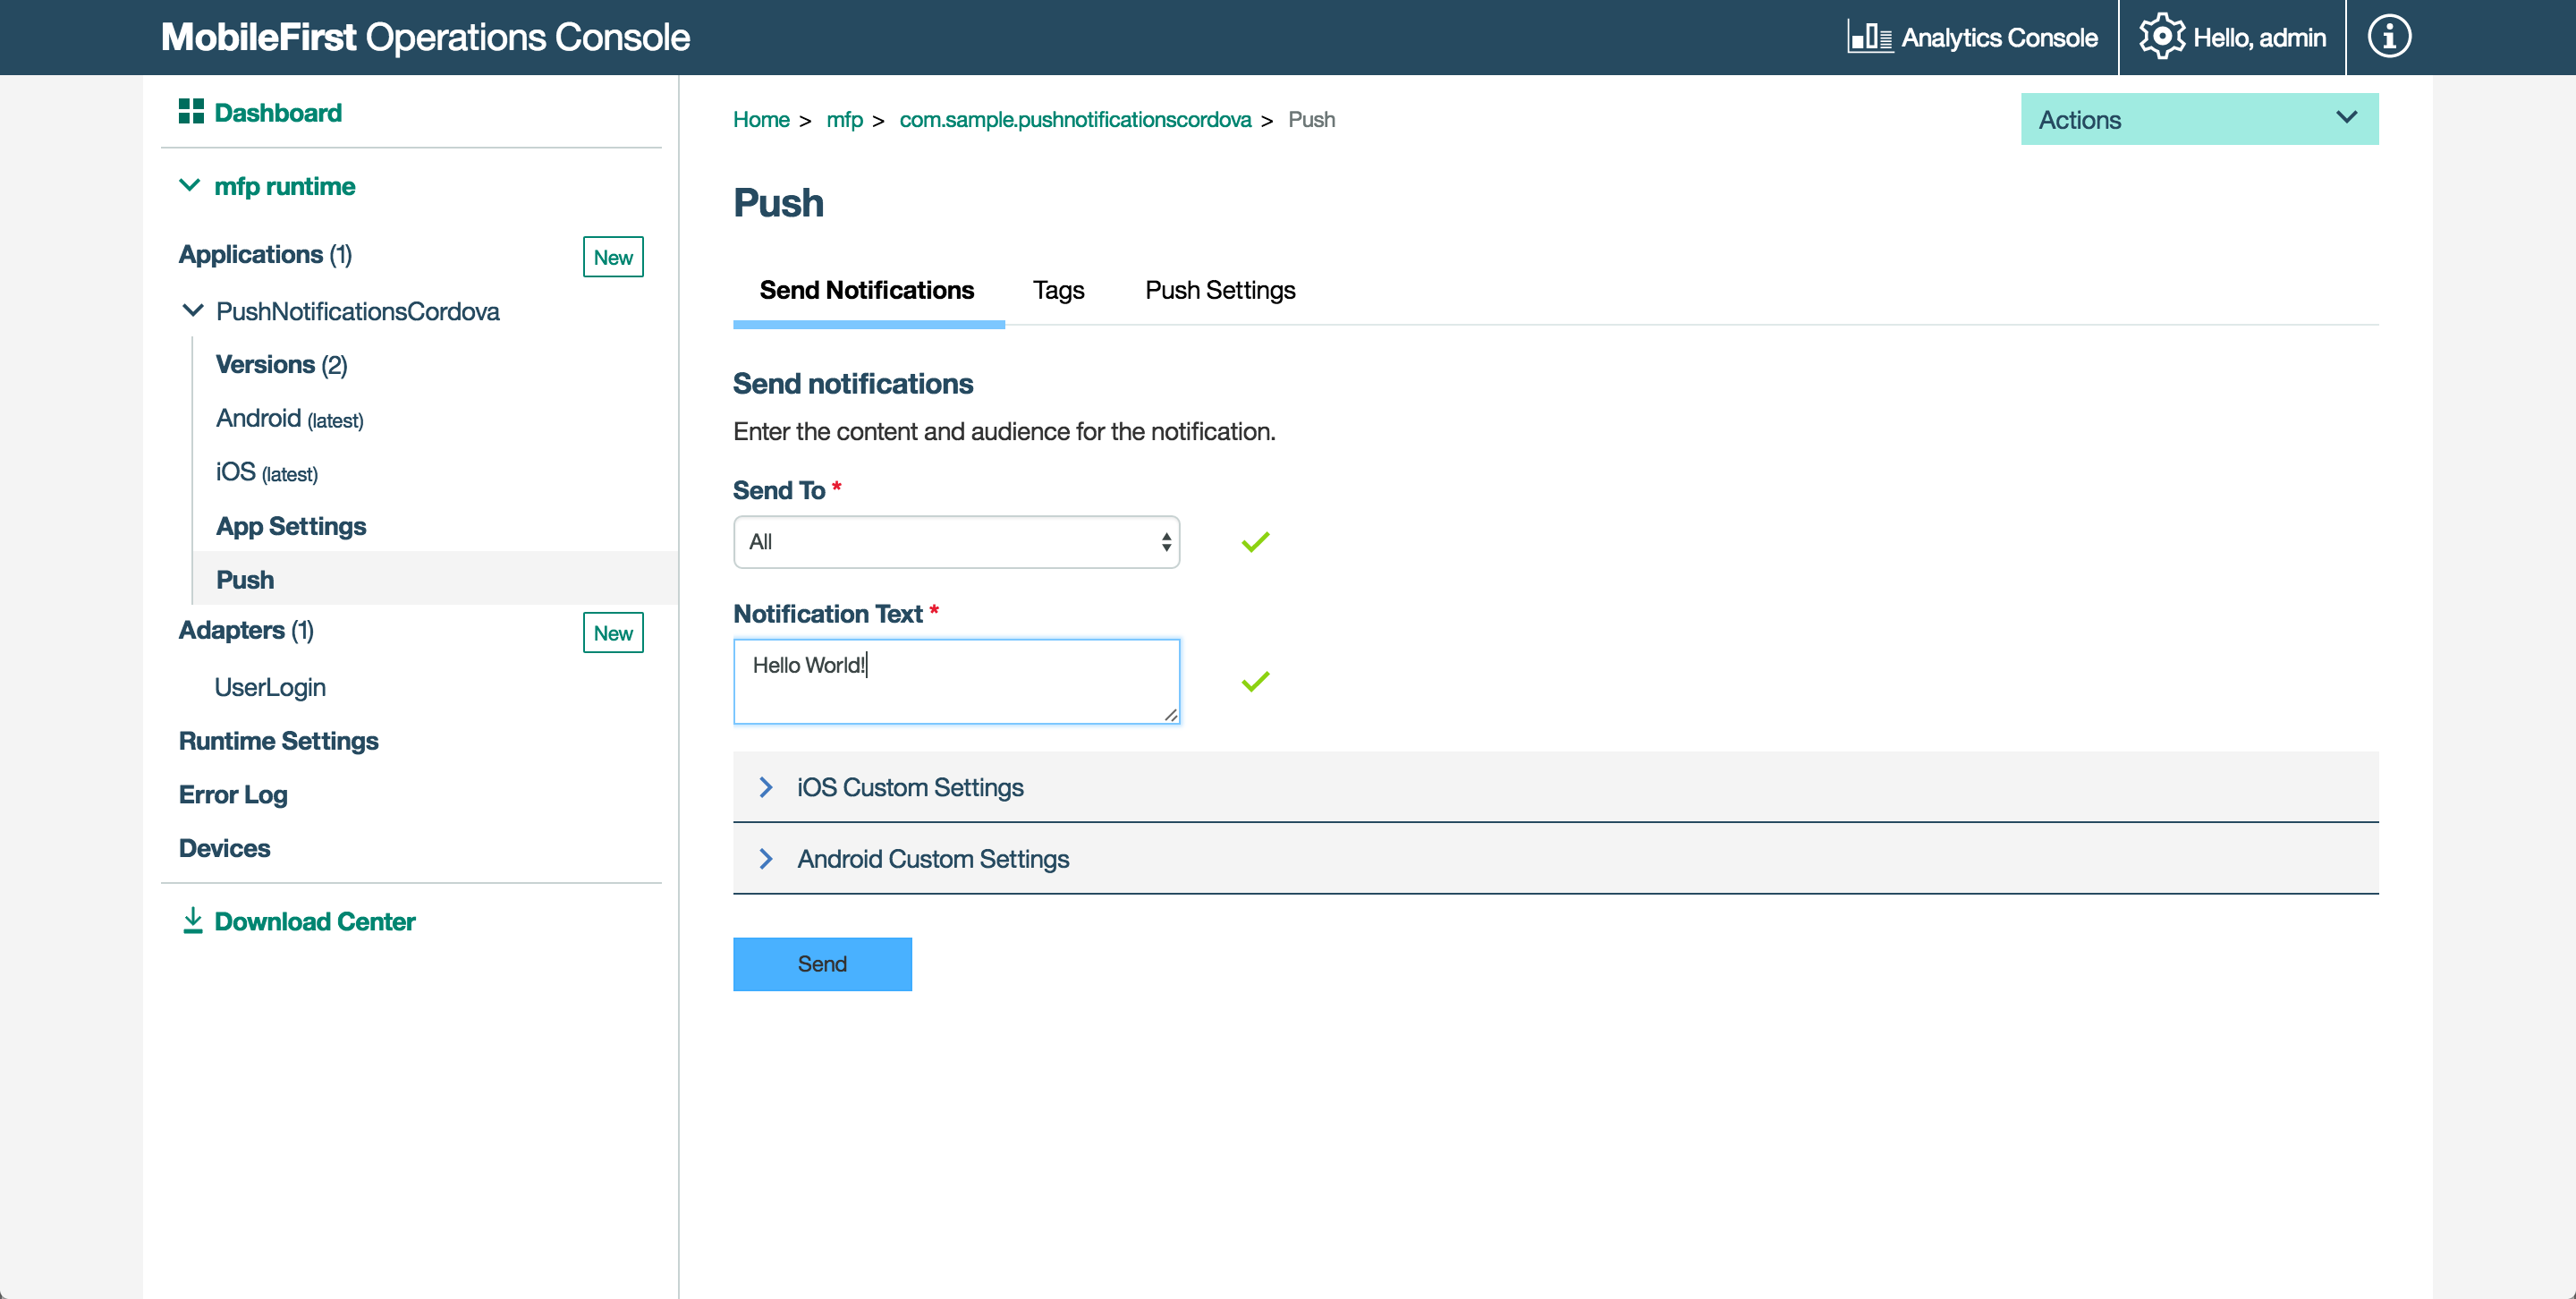 MobileFirst Operations Console
Analytics Console
Hello, admin
Dashboard
mfp runtime
Applications (1)
New
PushNotificationsCordova
Versions (2)
Android (latest)
iOS (latest)
App Settings
Push
Adapters (1)
New
UserLogin
Runtime Settings
Error Log
Devices
Download Center
Home > mfp > com.sample.pushnotificationscordova > Push
Actions
Push
Send Notifications
Tags
Push Settings
Send notifications
Enter the content and audience for the notification.
Send To *
All
Notification Text *
Hello World!
iOS Custom Settings
Android Custom Settings
Send